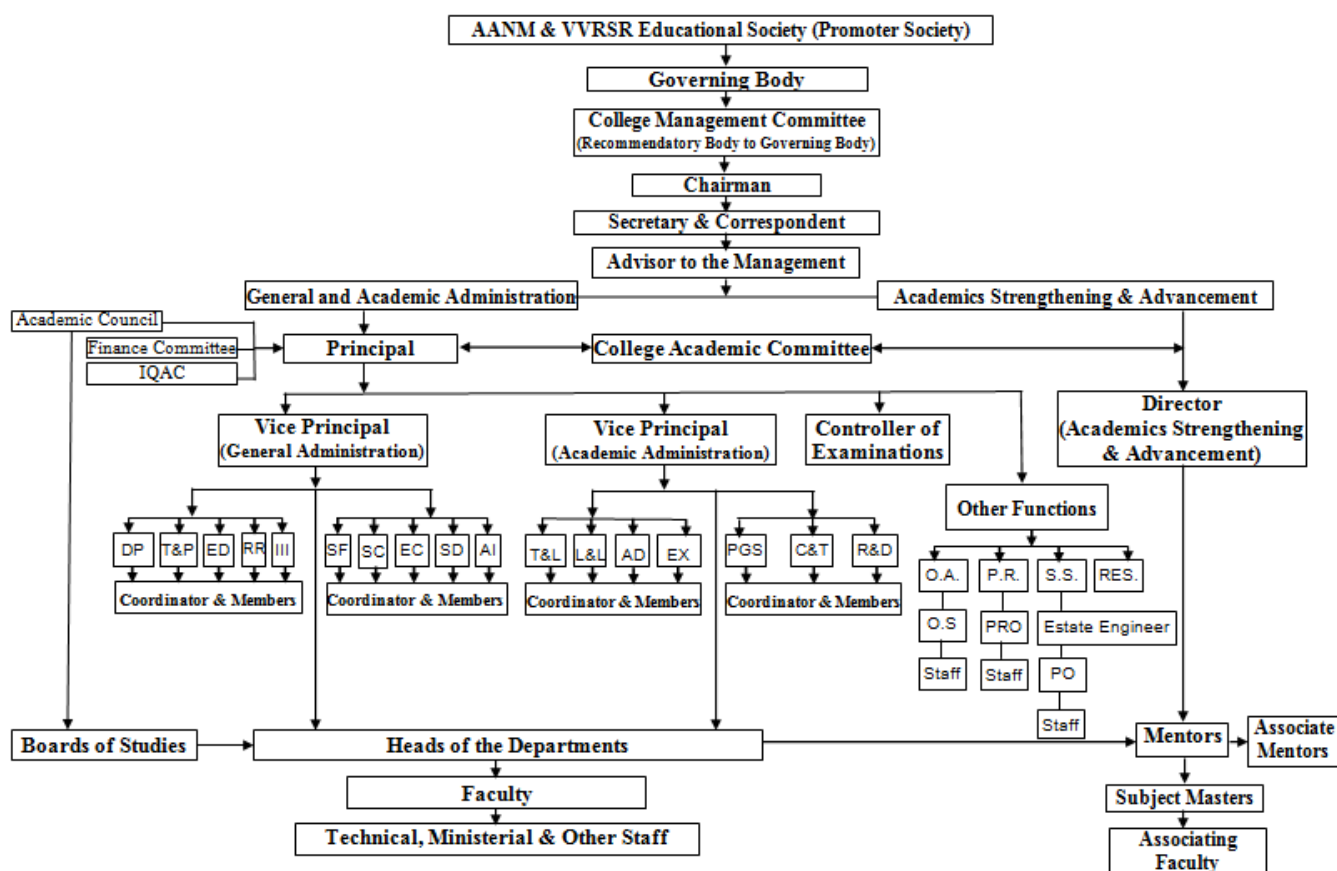 AANM & VVRSR Educational Society (Promoter Society)
Governing Body
College Management Committee
(Recommendatory Body to Governing Body)
Chairman
Secretary & Correspondent
Advisor to the Management
General and Academic Administration
Academics Strengthening & Advancement
Academic Council
Finance Committee
IQAC
Principal
College Academic Committee
Vice Principal
(General Administration)
Vice Principal
(Academic Administration)
Controller of
Examinations
Director
(Academics Strengthening
& Advancement)
Other Functions
DP
T&P
ED
RR
III
SF
SC
EC
SD
AI
T&L
L&L
AD
EX
PGS
C&T
R&D
O.A.
P.R.
S.S.
RES.
Coordinator & Members
Coordinator & Members
Coordinator & Members
Coordinator & Members
O.S
PRO
Estate Engineer
Staff
Staff
PO
Staff
Boards of Studies
Heads of the Departments
Mentors
Associate
Mentors
Faculty
Subject Masters
Technical, Ministerial & Other Staff
Associating
Faculty